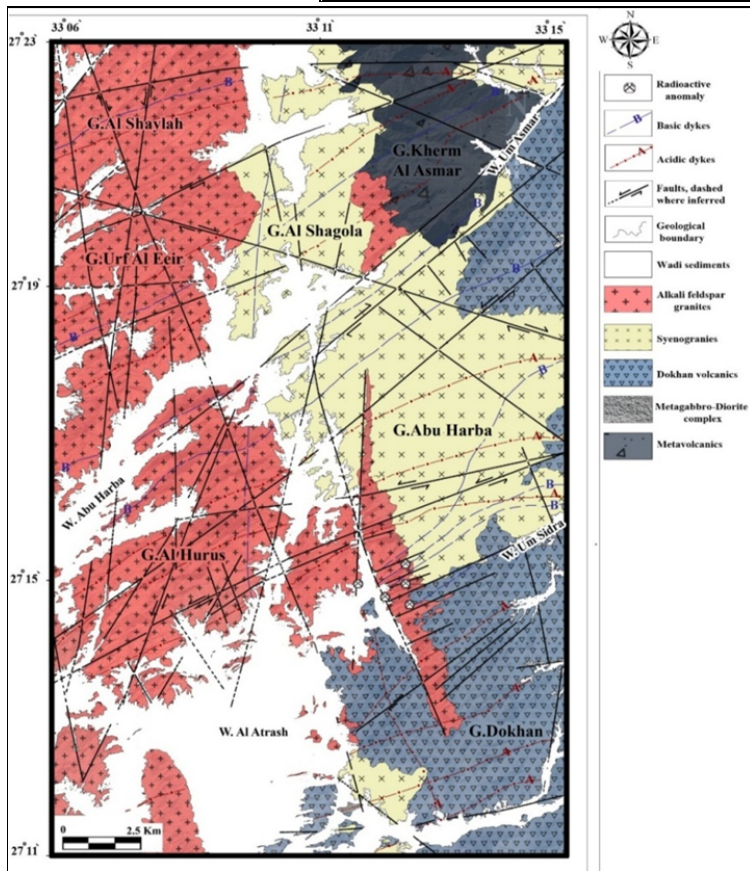 33 06
33 11
33 15
27°23
27°19
27°15
27°11
N
W E
S
G.Al Shaylah
G.Kherm
Al Asmar
W. Um Asmar
G.Al Shagola
G.Urf Al Eeir
G.Abu Harba
W. Abu Harba
G.Al Hurus
W. Um Sidra
W. Al Atrash
G.Dokhan
A
A
A
A
A
A
A
A
A
A
A
B
B
B
B
B
B
B
B
B
B
0 2.5 Km
Radioactive
anomaly
B
Basic dykes
A
Acidic dykes
Faults, dashed
where inferred
Geological
boundary
Wadi sediments
Alkali feldspar
granites
Syenogranies
Dokhan volcanics
Metagabbro-Diorite
complex
Metavolcanics